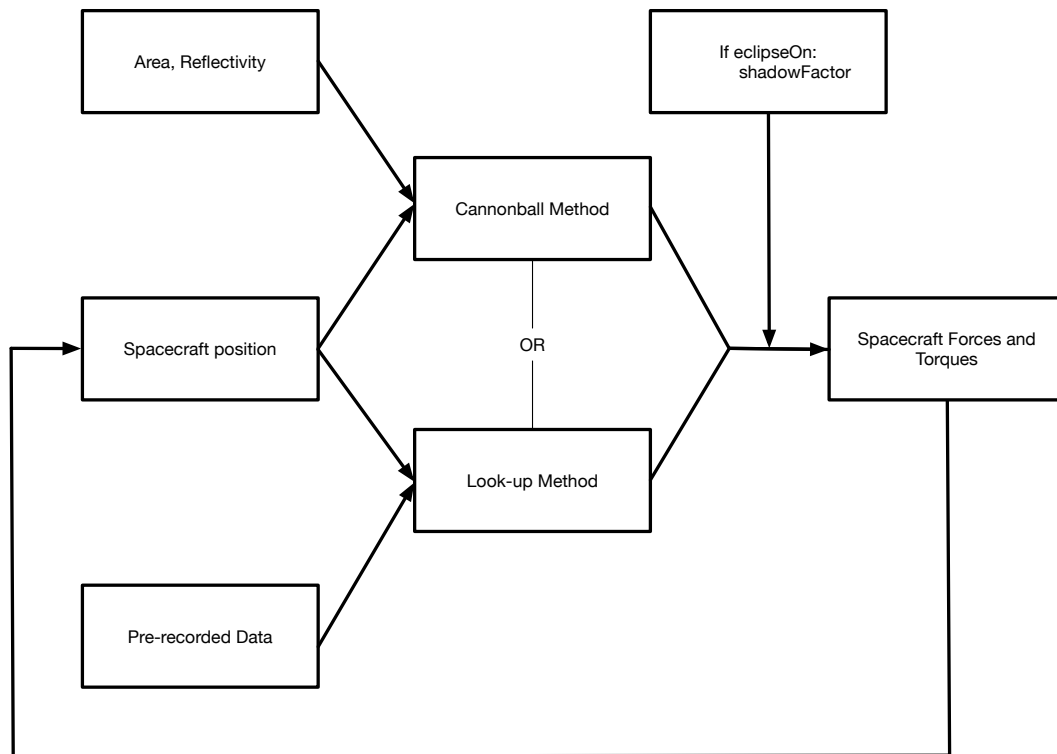 Area, Reflectivity
If eclipseOn:
shadowFactor
Cannonball Method
Spacecraft position
OR
Spacecraft Forces and
Torques
Look-up Method
Pre-recorded Data